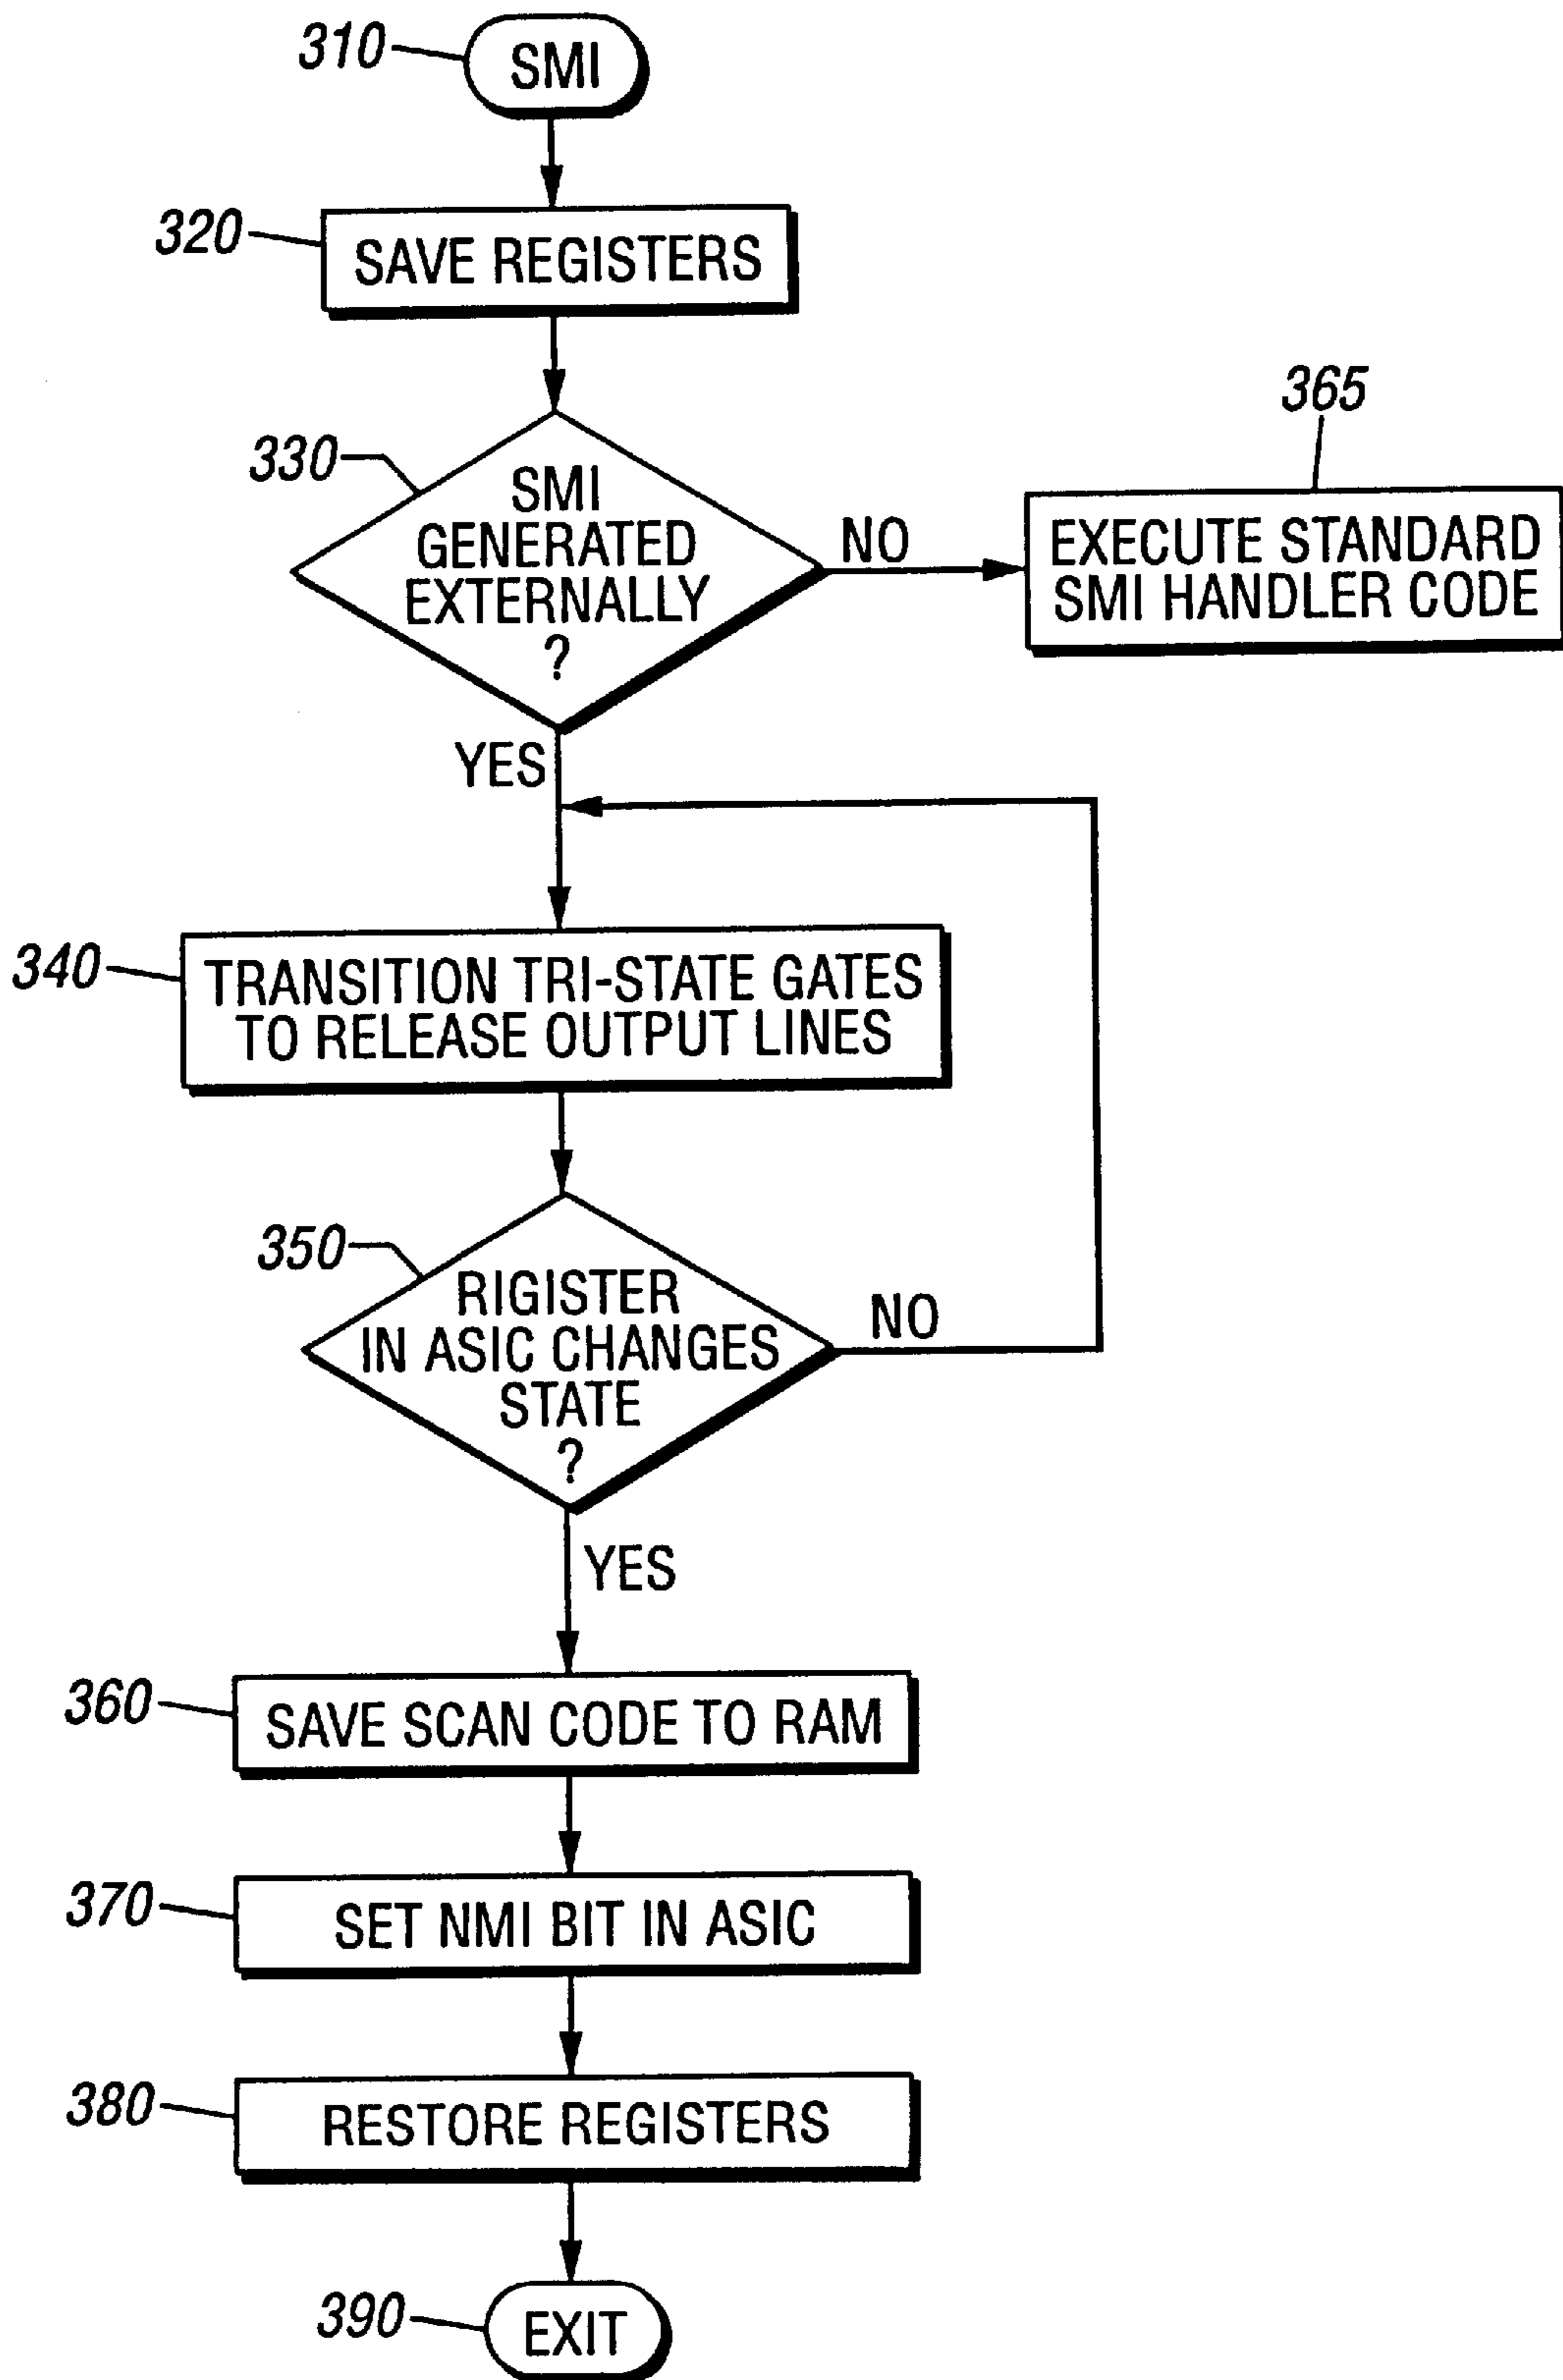 310
SMI
320
SAVE REGISTERS
330
SMI
GENERATED
EXTERNALLY
?
NO
365
EXECUTE STANDARD
SMI HANDLER CODE
YES
340
TRANSITION TRI-STATE GATES
TO RELEASE OUTPUT LINES
350
RIGISTER
IN ASIC CHANGES
STATE
?
NO
YES
360
SAVE SCAN CODE TO RAM
370
SET NMI BIT IN ASIC
380
RESTORE REGISTERS
390
EXIT